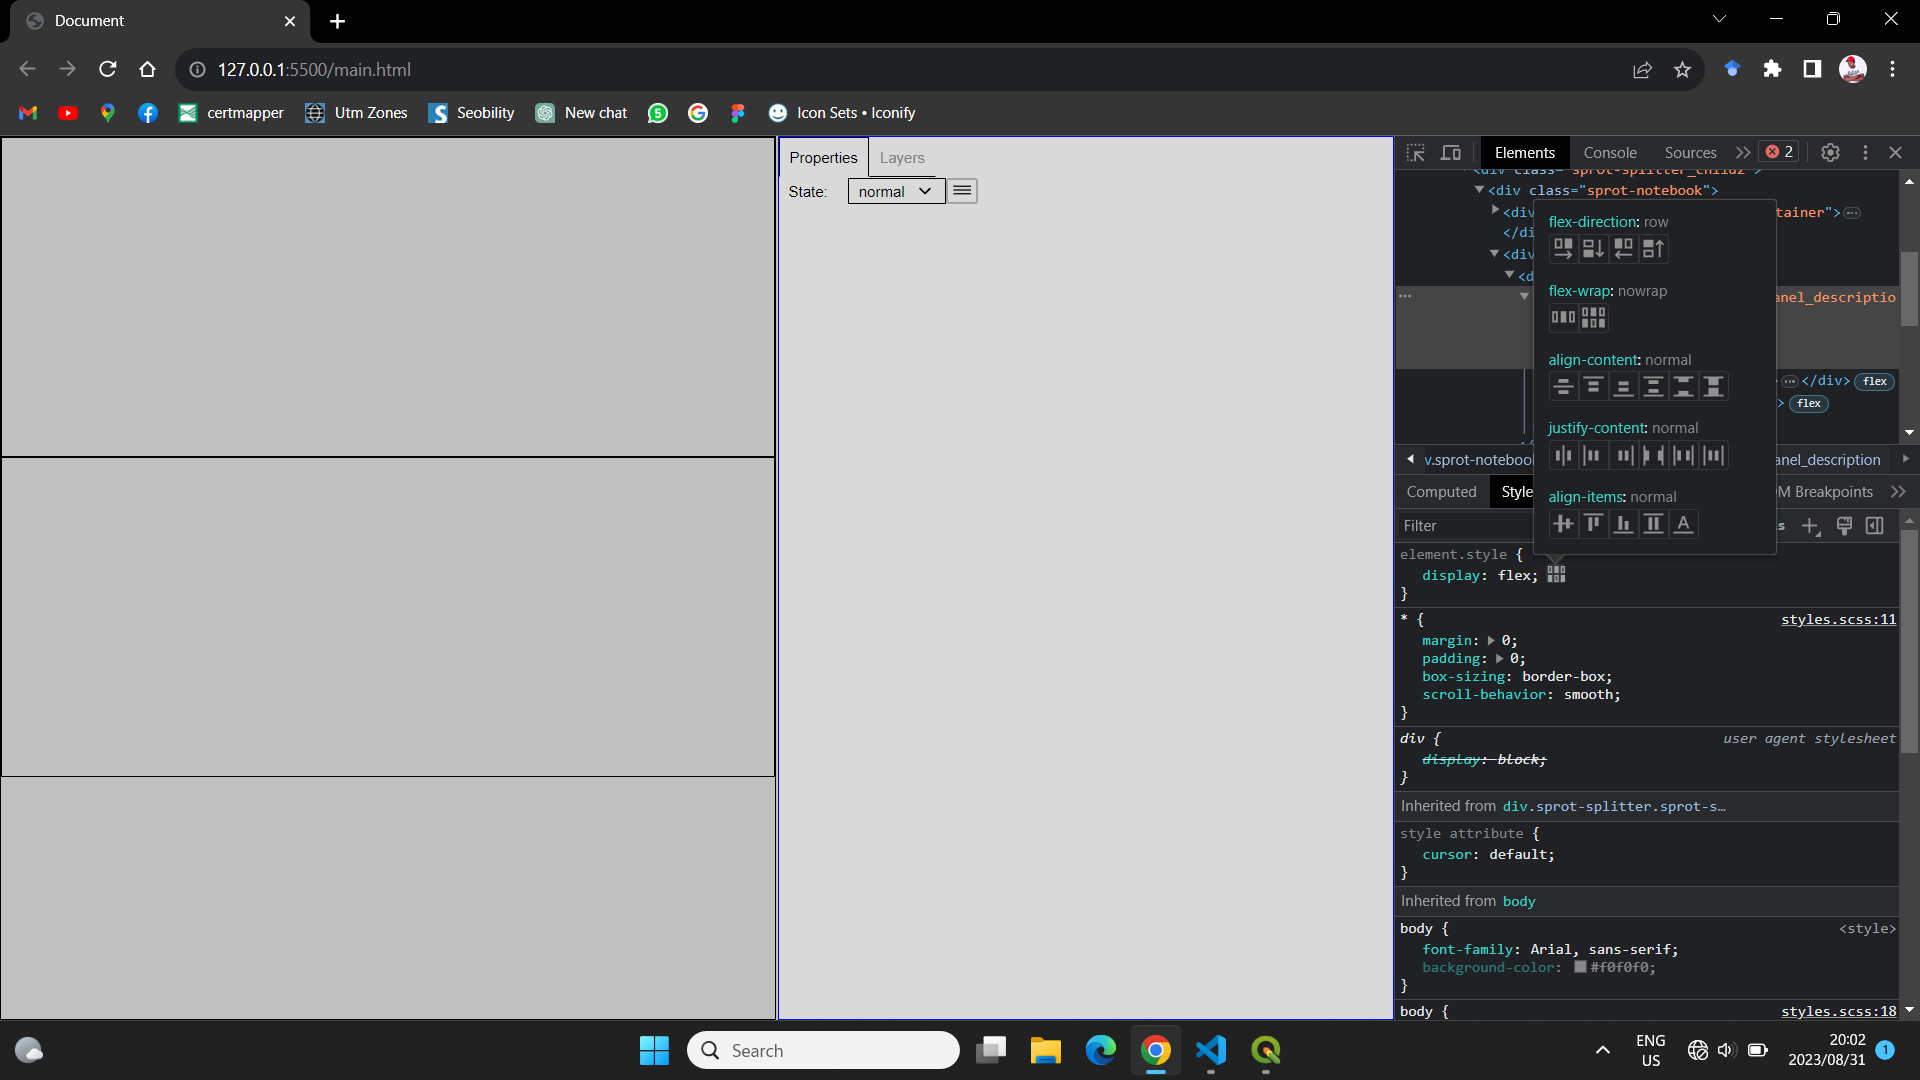 Document
127.0.0.1:5500/main.html
certmapper
Utm Zones
Seobility
New chat
5
Icon Sets • Iconify
Properties
Layers
State:
normal
Elements
Console
Sources
2
<div class="sprot-splitter_child2">
<div class="sprot-notebook">
<div
tainer">
</di
<div
<d
anel_descriptio
</div>
flex
>
flex
v.sprot-notebook
anel_description
flex-direction: row
flex-wrap: nowrap
align-content: normal
justify-content: normal
align-items: normal
A
Computed
Style
M Breakpoints
Filter
s
element.style {
display: flex;
}
* {
styles.scss:11
margin: 0;
padding: 0;
box-sizing: border-box;
scroll-behavior: smooth;
}
div {
user agent stylesheet
display: block;
}
Inherited from div.sprot-splitter.sprot-s…
style attribute {
cursor: default;
}
Inherited from body
body {
<style>
font-family: Arial, sans-serif;
background-color: #f0f0f0;
}
body {
styles.scss:18
Search
ENG
US
20:02
2023/08/31
1